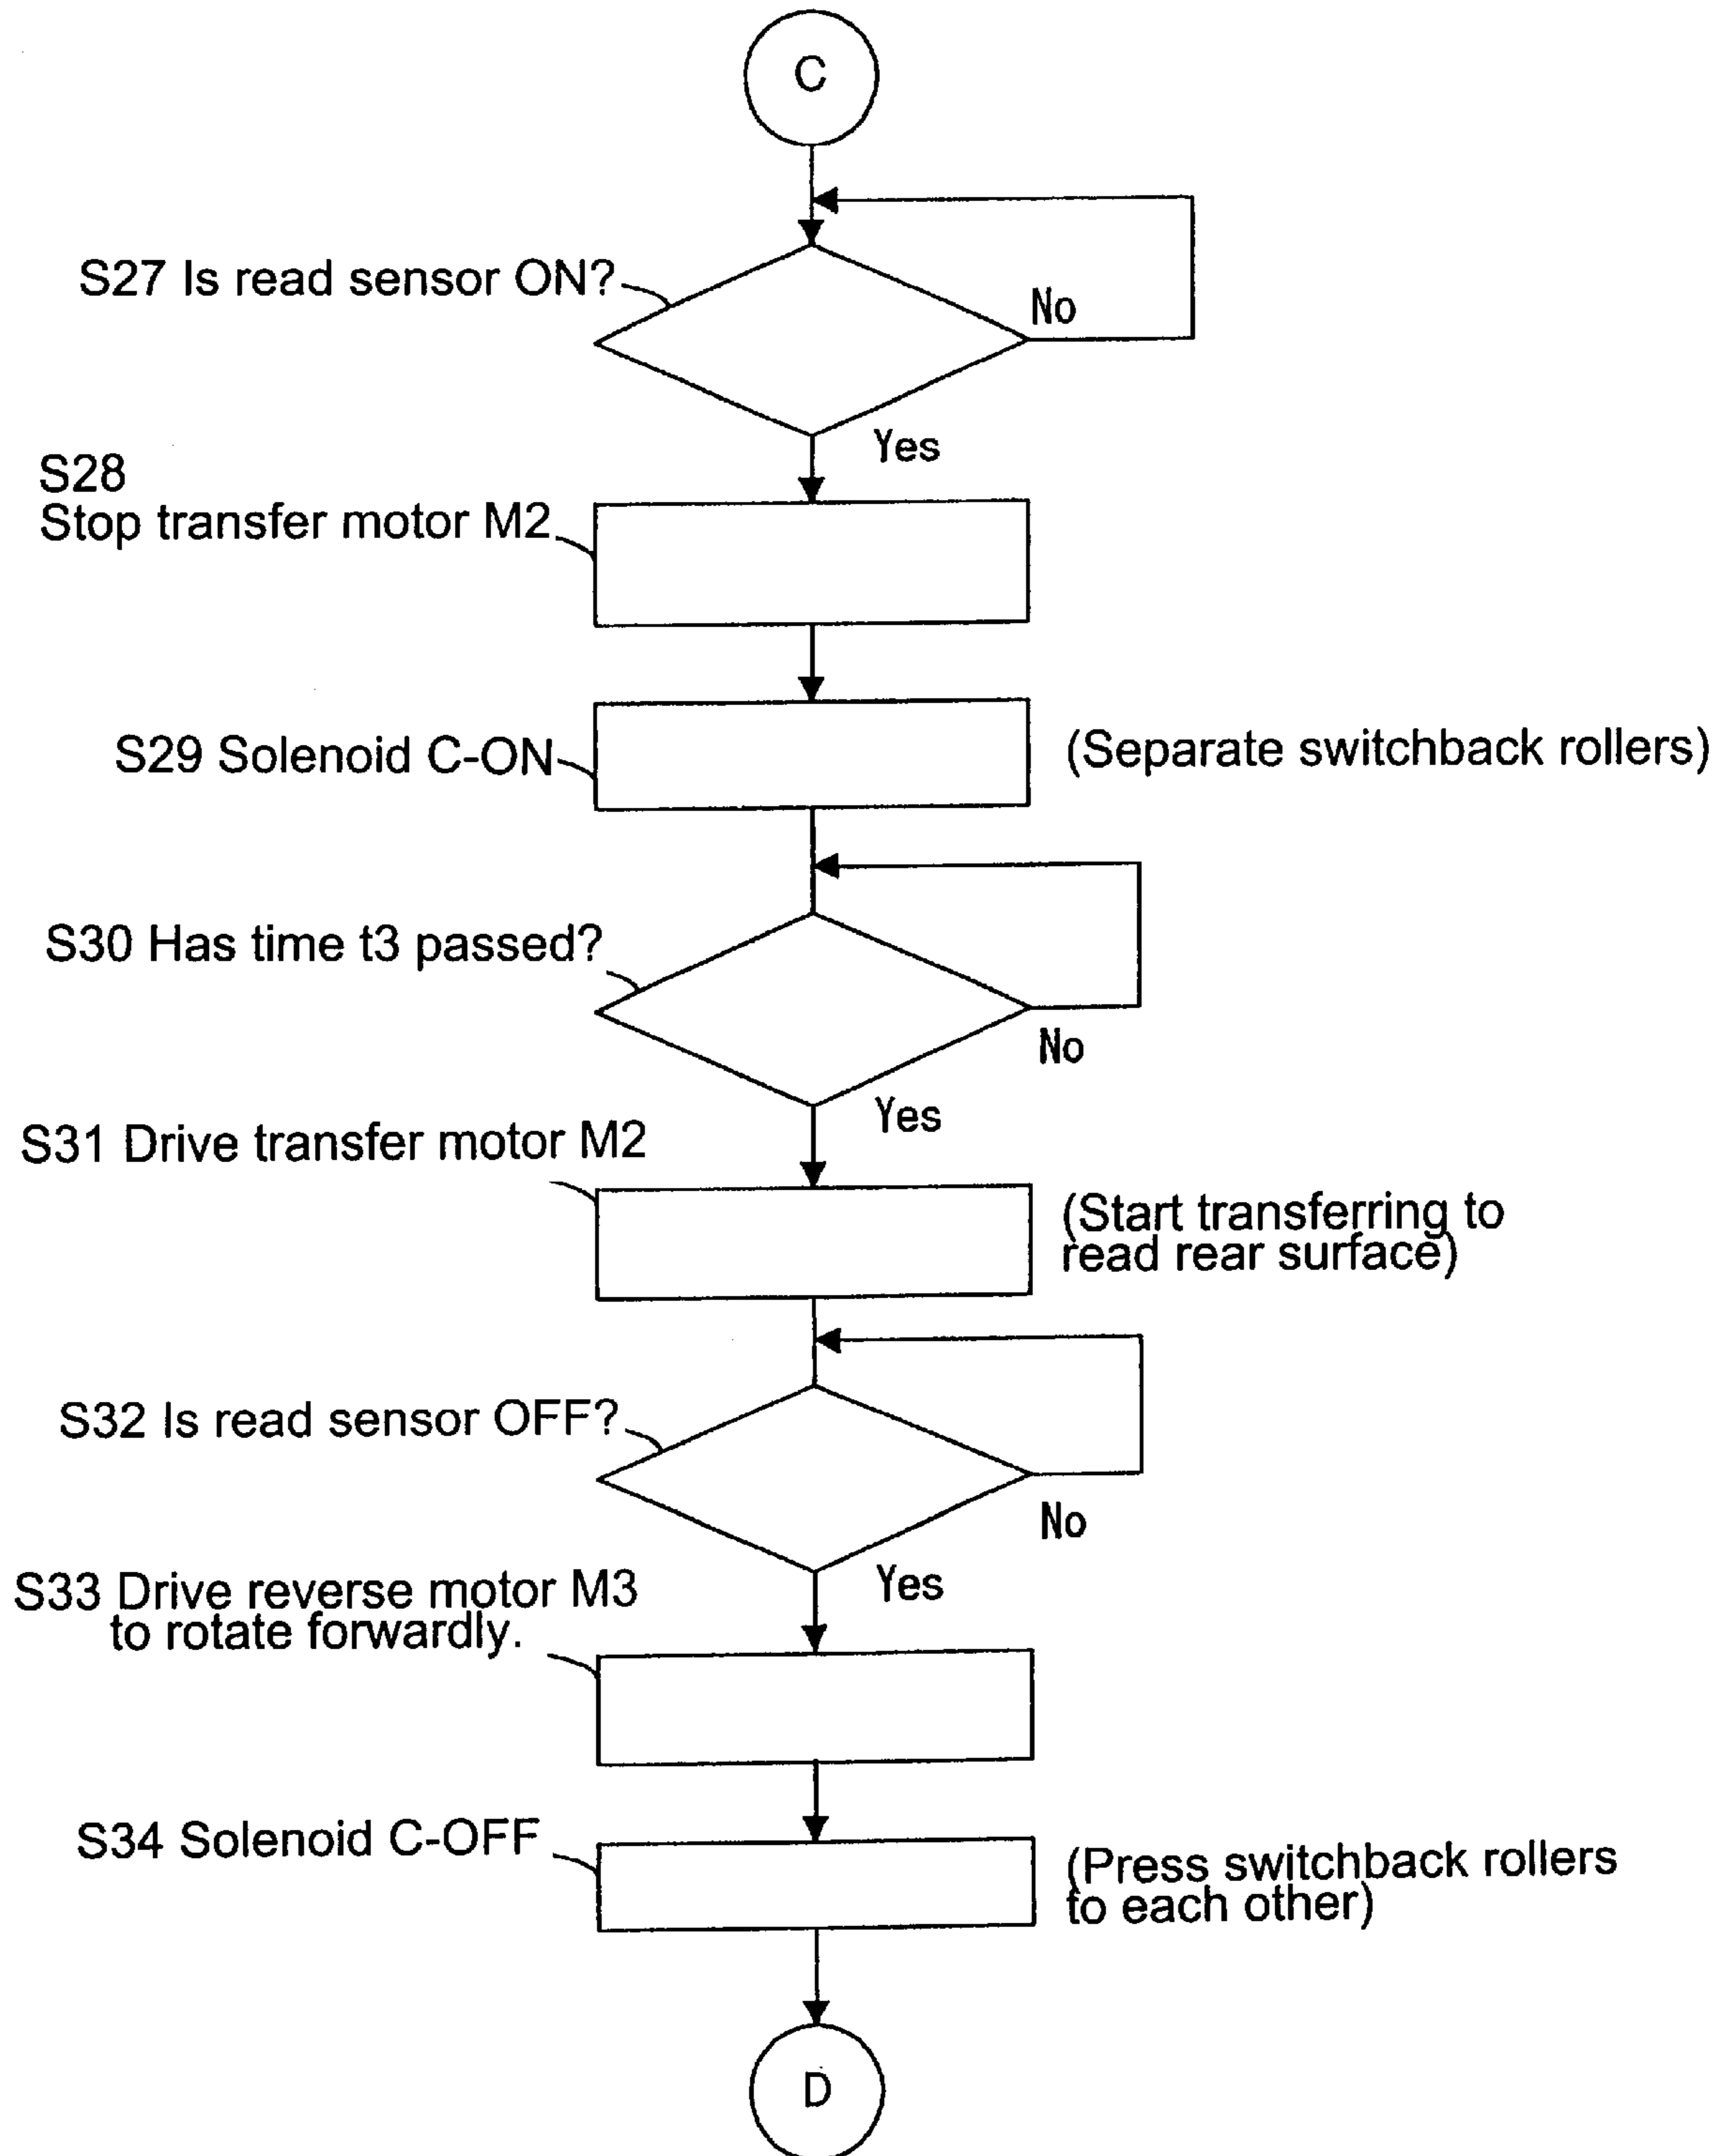 C
S27 Is read sensor ON?
No
Yes
S28
Stop transfer motor M2
S29 Solenoid C-ON
(Separate switchback rollers)
S30 Has time t3 passed?
No
Yes
S31 Drive transfer motor M2
(Start transferring to
read rear surface)
S32 Is read sensor OFF?
No
Yes
S33 Drive reverse motor M3
to rotate forwardly.
S34 Solenoid C-OFF
(Press switchback rollers
to each other)
D